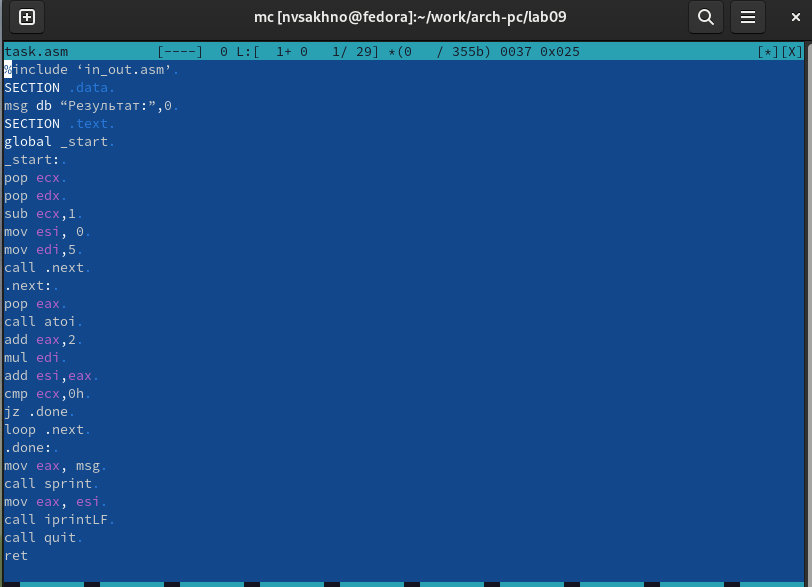 mc [nvsakhno@fedora]:~/work/arch-pc/lab09
task.asm [----] 0 L:[ 1+ 0 1/ 29] *(0 / 355b) 0037 0x025 [*][X]
%include ‘in_out.asm’.
SECTION .data.
msg db “Результат:”,0.
SECTION .text.
global _start.
_start:.
pop ecx.
pop edx.
sub ecx,1.
mov esi, 0.
mov edi,5.
call .next.
.next:.
pop eax.
call atoi.
add eax,2.
mul edi.
add esi,eax.
cmp ecx,0h.
jz .done.
loop .next.
.done:.
mov eax, msg.
call sprint.
mov eax, esi.
call iprintLF.
call quit.
ret